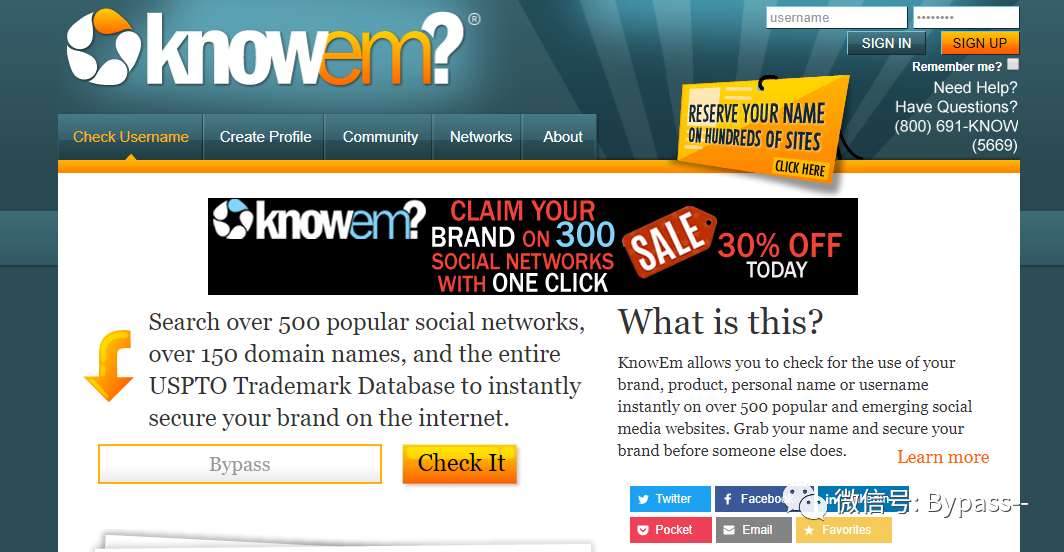 knowem?®
username
••••••••
SIGN IN
SIGN UP
Remember me?
Need Help?
Have Questions?
(800) 691-KNOW
(5669)
RESERVE YOUR NAME
ON HUNDREDS OF SITES
CLICK HERE
Check Username
Create Profile
Community
Networks
About
knowem?
CLAIM YOUR
BRAND ON 300
SOCIAL NETWORKS
WITH ONE CLICK
SALE
30% OFF
TODAY
Search over 500 popular social networks,
over 150 domain names, and the entire
USPTO Trademark Database to instantly
secure your brand on the internet.
Bypass
Check It
What is this?
KnowEm allows you to check for the use of your
brand, product, personal name or username
instantly on over 500 popular and emerging social
media websites. Grab your name and secure your
brand before someone else does.
Learn more
Twitter
Facebook
微信号: Bypass--
Pocket
Email
Favorites